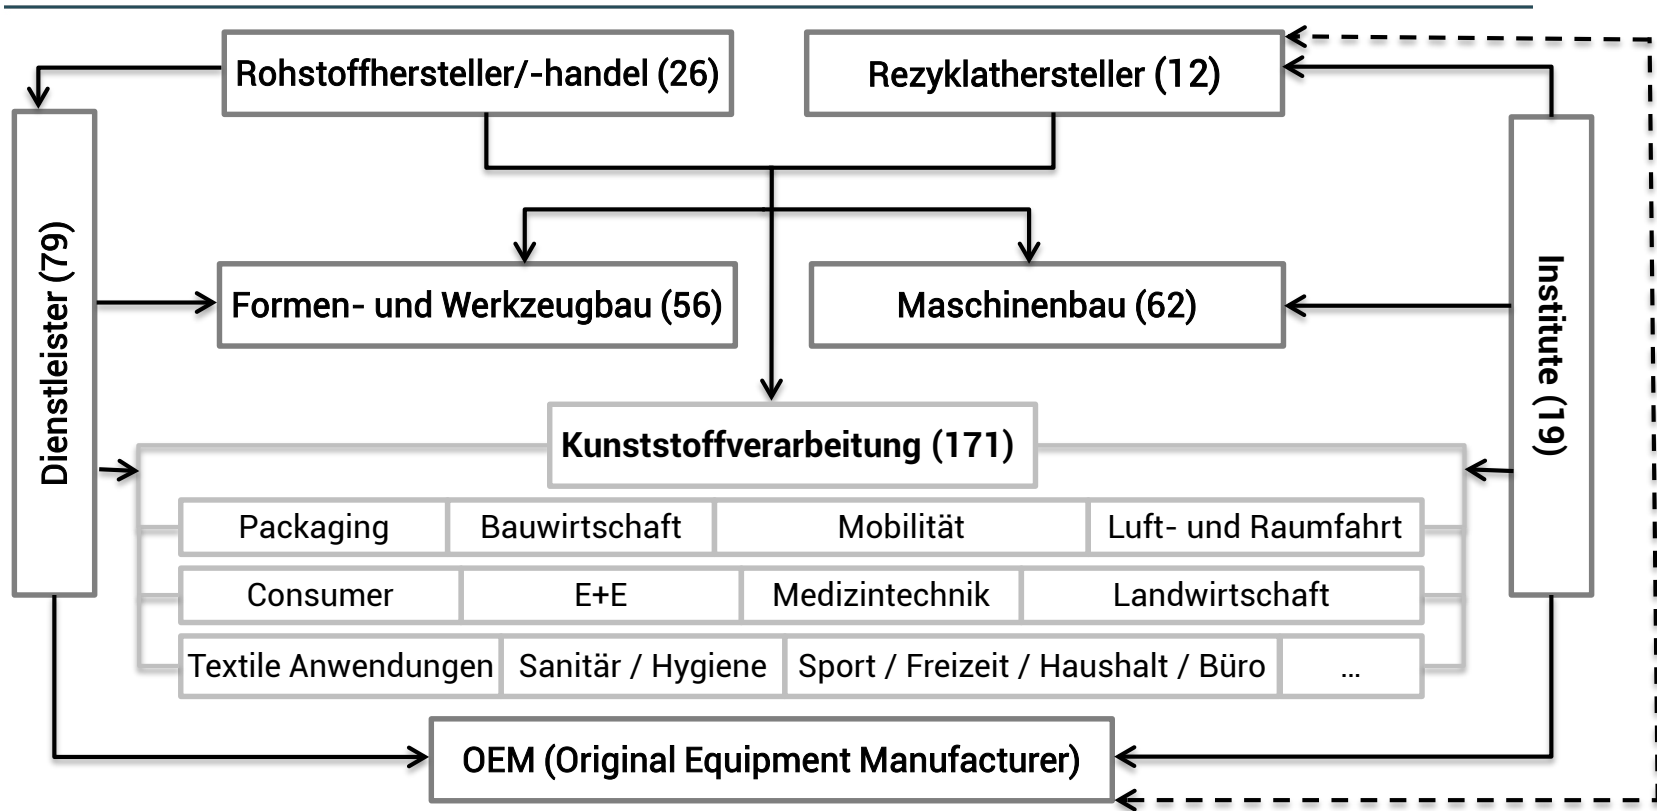 Rohstoffhersteller/-handel (26)
Rezyklathersteller (12)
Dienstleister (79)
Institute (19)
Formen- und Werkzeugbau (56)
Maschinenbau (62)
Kunststoffverarbeitung (171)
Packaging
Bauwirtschaft
Mobilität
Luft- und Raumfahrt
Consumer
E+E
Medizintechnik
Landwirtschaft
Textile Anwendungen
Sanitär / Hygiene
Sport / Freizeit / Haushalt / Büro
...
OEM (Original Equipment Manufacturer)